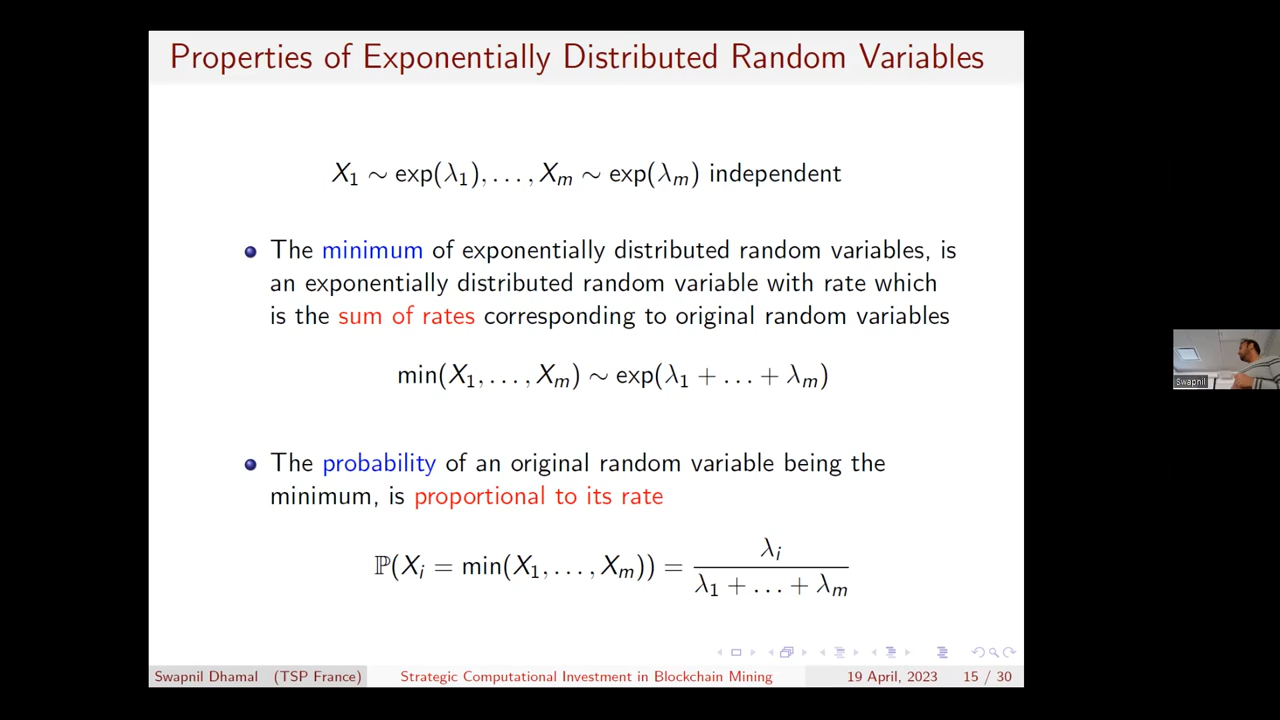 Properties of Exponentially Distributed Random Variables
X₁ ∼ exp(λ₁), . . . , Xₘ ∼ exp(λₘ) independent
The minimum of exponentially distributed random variables, is
an exponentially distributed random variable with rate which
is the sum of rates corresponding to original random variables
min(X₁, . . . , Xₘ) ∼ exp(λ₁ + . . . + λₘ)
The probability of an original random variable being the
minimum, is proportional to its rate
ℙ(Xᵢ = min(X₁, . . . , Xₘ)) = λᵢ / (λ₁ + . . . + λₘ)
Swapnil
Swapnil Dhamal (TSP France) Strategic Computational Investment in Blockchain Mining 19 April, 2023 15 / 30